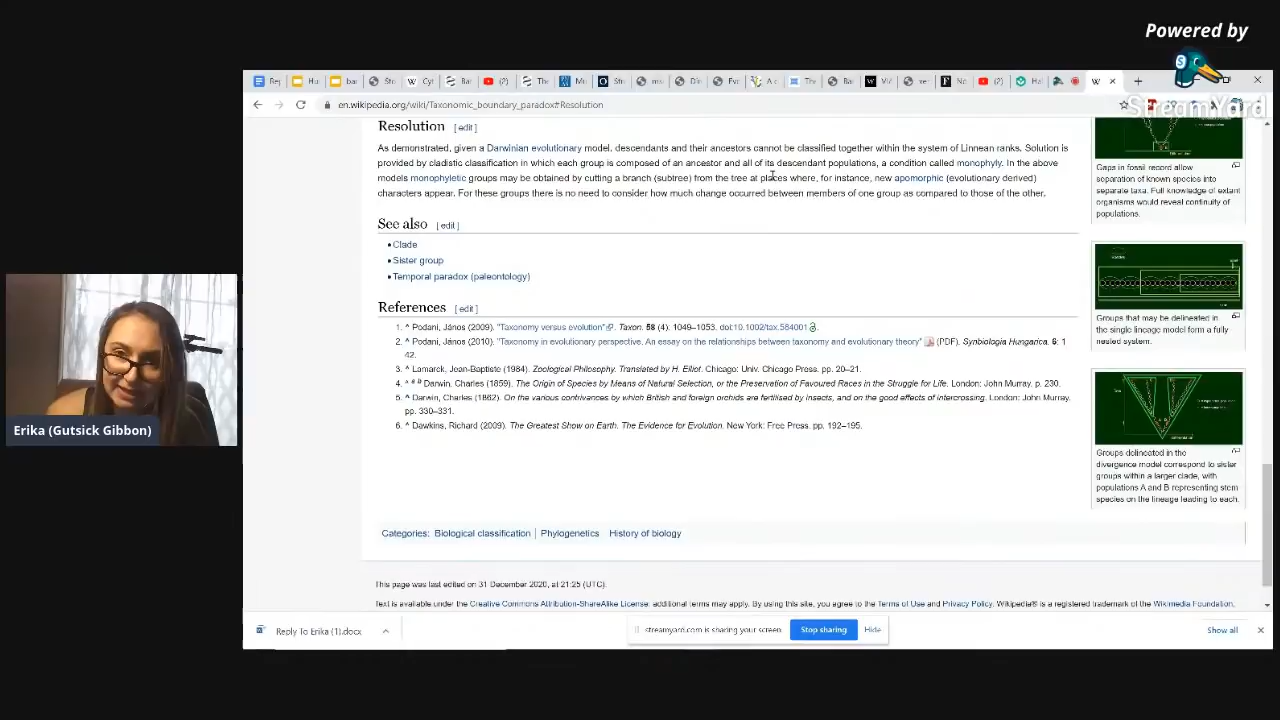 Powered by
StreamYard
en.wikipedia.org/wiki/Taxonomic_boundary_paradox#Resolution
Resolution [edit]
As demonstrated, given a Darwinian evolutionary model, descendants and their ancestors cannot be classified together within the system of Linnean ranks. Solution is
provided by cladistic classification in which each group is composed of an ancestor and all of its descendant populations, a condition called monophyly. In the above
models monophyletic groups may be obtained by cutting a branch (subtree) from the tree at places where, for instance, new apomorphic (evolutionary derived)
characters appear. For these groups there is no need to consider how much change occurred between members of one group as compared to those of the other.
See also [edit]
• Clade
• Sister group
• Temporal paradox (paleontology)
References [edit]
1. ^ Podani, János (2009). "Taxonomy versus evolution". Taxon. 58 (4): 1049–1053. doi:10.1002/tax.584001
2. ^ Podani, János (2010). "Taxonomy in evolutionary perspective. An essay on the relationships between taxonomy and evolutionary theory" (PDF). Synbiologia Hungarica. 6: 1
42.
3. ^ Lamarck, Jean-Baptiste (1984). Zoological Philosophy. Translated by H. Elliot. Chicago: Univ. Chicago Press. pp. 20–21.
4. ^ a b Darwin, Charles (1859). The Origin of Species by Means of Natural Selection, or the Preservation of Favoured Races in the Struggle for Life. London: John Murray. p. 230.
5. ^ Darwin, Charles (1862). On the various contrivances by which British and foreign orchids are fertilised by insects, and on the good effects of intercrossing. London: John Murray.
pp. 330–331.
6. ^ Dawkins, Richard (2009). The Greatest Show on Earth. The Evidence for Evolution. New York: Free Press. pp. 192–195.
Gaps in fossil record allow
separation of known species into
separate taxa. Full knowledge of extant
organisms would reveal continuity of
populations.
Groups that may be delineated in
the single lineage model form a fully
nested system.
Groups delineated in the
divergence model correspond to sister
groups within a larger clade, with
populations A and B representing stem
species on the lineage leading to each.
Categories: Biological classification | Phylogenetics | History of biology
This page was last edited on 31 December 2020, at 21:25 (UTC).
Text is available under the Creative Commons Attribution-ShareAlike License; additional terms may apply. By using this site, you agree to the Terms of Use and Privacy Policy. Wikipedia® is a registered trademark of the Wikimedia Foundation,
Reply To Erika (1).docx
streamyard.com is sharing your screen.
Stop sharing
Hide
Show all
Erika (Gutsick Gibbon)